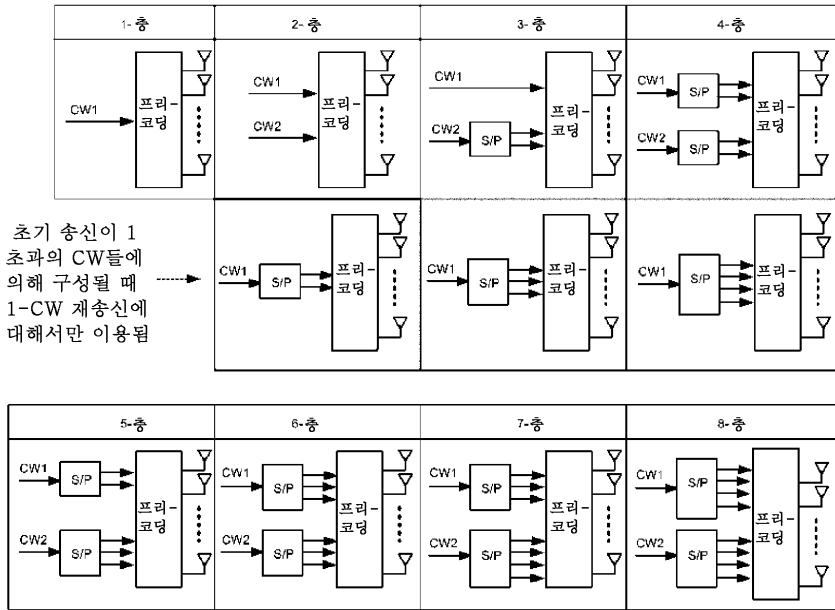 1-층
2-층
3-층
4-층
CW1
프리-
코딩
CW1
CW2
프리-
코딩
CW1
CW2
S/P
프리-
코딩
CW1
S/P
CW2
S/P
프리-
코딩
초기 송신이 1
초과의 CW들에
의해 구성될 때
1-CW 재송신에
대해서만 이용됨
CW1
S/P
프리-
코딩
CW1
S/P
프리-
코딩
CW1
S/P
프리-
코딩
5-층
6-층
7-층
8-층
CW1
S/P
CW2
S/P
프리-
코딩
CW1
S/P
CW2
S/P
프리-
코딩
CW1
S/P
CW2
S/P
프리-
코딩
CW1
S/P
CW2
S/P
프리-
코딩